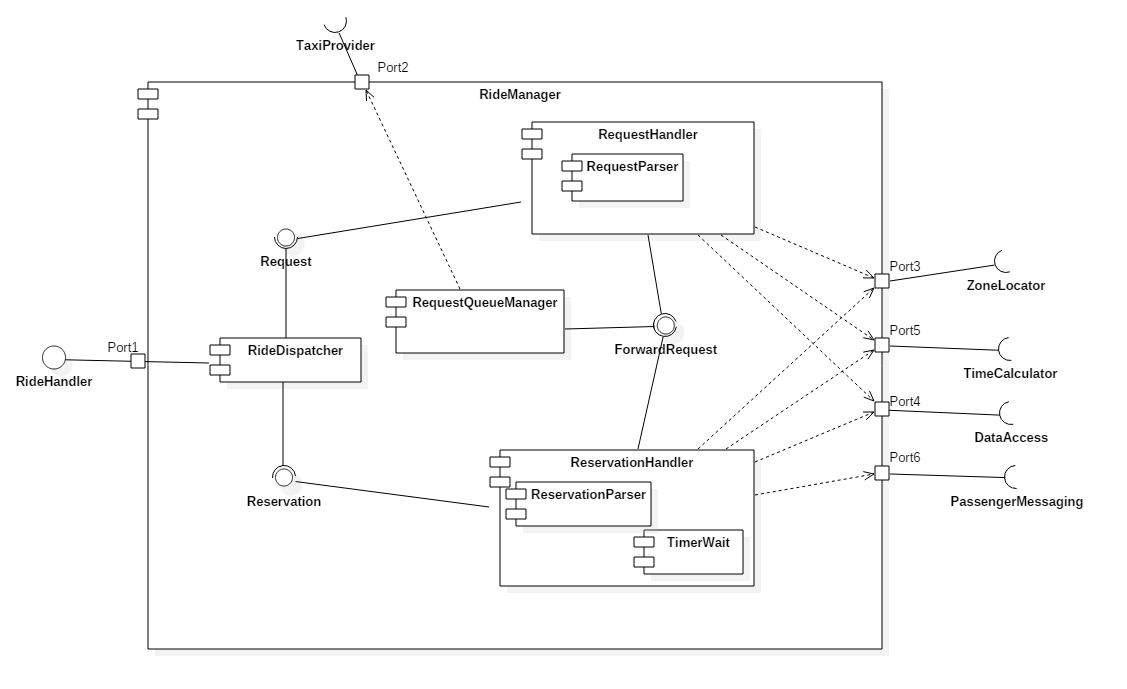 TaxiProvider
Port2
RideManager
RequestHandler
RequestParser
Request
Port3
ZoneLocator
RequestQueueManager
Port5
Port1
RideDispatcher
ForwardRequest
RideHandler
TimeCalculator
Port4
DataAccess
Port6
ReservationHandler
Reservation
ReservationParser
PassengerMessaging
TimerWait